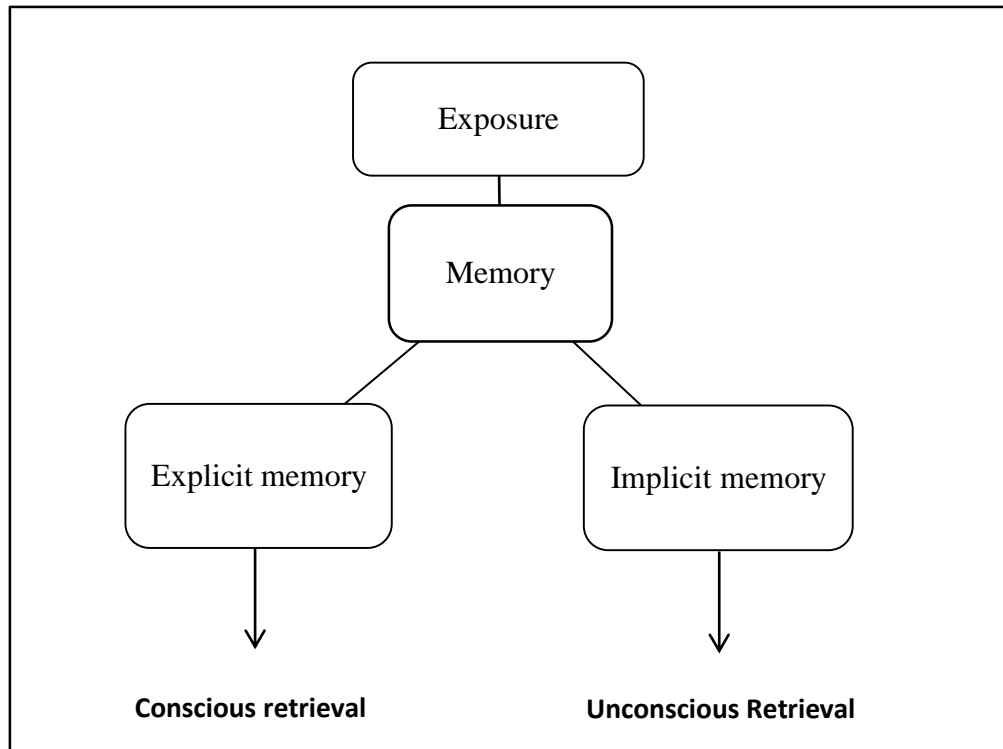 Exposure
Memory
Explicit memory
Implicit memory
Conscious retrieval
Unconscious Retrieval